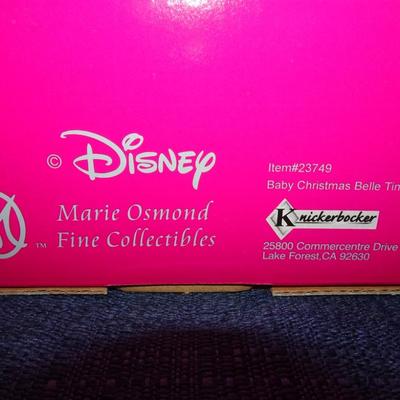 © Disney
Marie Osmond
™ Fine Collectibles
Item#23749
Baby Christmas Belle
Knickerbocker
25800 Commercentre Drive
Lake Forest,CA 92630